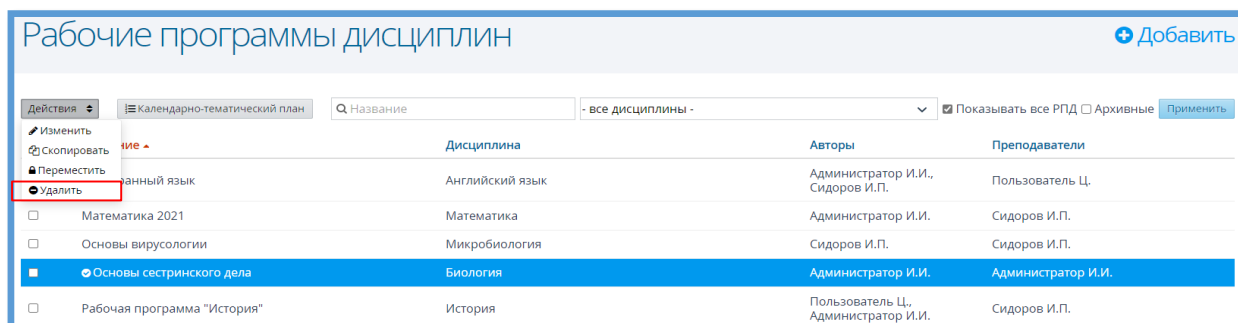 Рабочие программы дисциплин
Добавить
Действия
Календарно-тематический план
Название
- все дисциплины -
Показывать все РПД
Архивные
Применить
Изменить
Скопировать
Переместить
Удалить
ние
Дисциплина
Авторы
Преподаватели
ранный язык
Английский язык
Администратор И.И.,
Сидоров И.П.
Пользователь Ц.
Математика 2021
Математика
Администратор И.И.
Сидоров И.П.
Основы вирусологии
Микробиология
Сидоров И.П.
Сидоров И.П.
Основы сестринского дела
Биология
Администратор И.И.
Администратор И.И.
Рабочая программа "История"
История
Пользователь Ц.,
Администратор И.И.
Сидоров И.П.